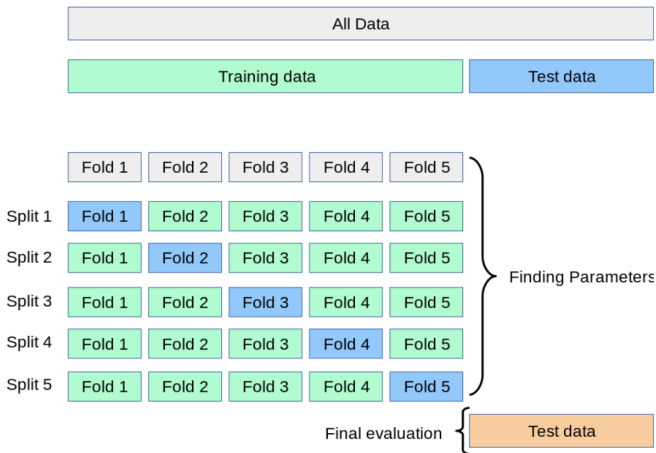 All Data
Training data Test data
Fold 1 Fold 2 Fold 3 Fold 4 Fold 5
Split 1 Fold 1 Fold 2 Fold 3 Fold 4 Fold 5
Split 2 Fold 1 Fold 2 Fold 3 Fold 4 Fold 5
Finding Parameters
Split 3 Fold 1 Fold 2 Fold 3 Fold 4 Fold 5
Split 4 Fold 1 Fold 2 Fold 3 Fold 4 Fold 5
Split 5 Fold 1 Fold 2 Fold 3 Fold 4 Fold 5
Final evaluation Test data